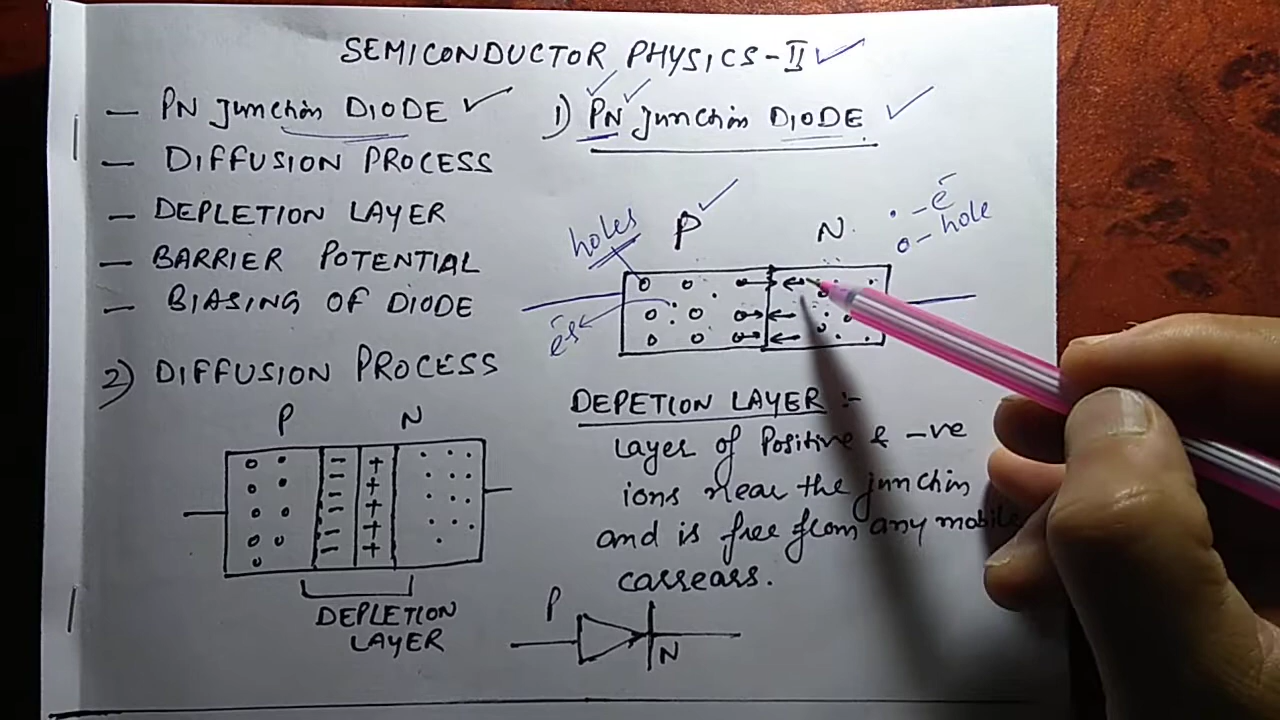 SEMICONDUCTOR PHYSICS-II
– PN Junction DIODE
– DIFFUSION PROCESS
– DEPLETION LAYER
– BARRIER POTENTIAL
– BIASING OF DIODE
1) PN Junction DIODE
holes
P
N
• – e⁻
o – hole
e⁻s
2) DIFFUSION PROCESS
P N
– +
– +
– +
– +
– +
DEPLETION
LAYER
DEPETION LAYER :-
Layer of Positive & -ve
ions near the junction
and is free from any mobile
carrears.
P
N